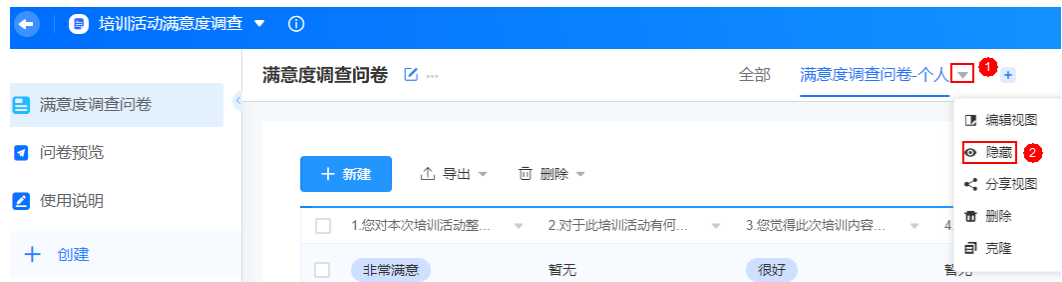 培训活动满意度调查
满意度调查问卷 ... 全部 满意度调查问卷-个人 1
满意度调查问卷
编辑视图
问卷预览
隐藏 2
新建 导出 删除
分享视图
使用说明
删除
1.您对本次培训活动整... 2.对于此培训活动有何... 3.您觉得此次培训内容... 4.
创建
克隆
非常满意 暂无 很好 暂无